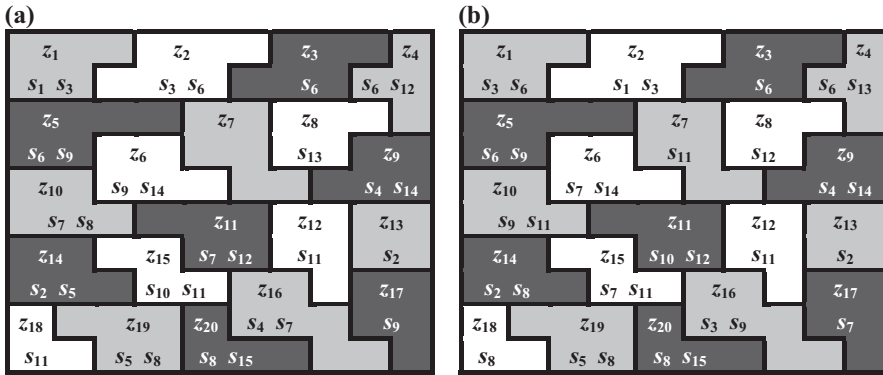 (a) (b)
z1 z2 z3 z4 z1 z2 z3 z4
s1 s3 s3 s6 s6 s6 s12 s3 s6 s1 s3 s6 s6 s13
z5 z7 z8 z5 z7 z8
s6 s9 z6 s13 z9 s6 s9 z6 s11 s12 z9
z10 s9 s14 s4 s14 z10 s7 s14 s4 s14
s7 s8 z11 z12 z13 s9 s11 z11 z12 z13
z14 z15 s7 s12 s11 s2 z14 z15 s10 s12 s11 s2
s2 s5 s10 s11 z16 z17 s2 s8 s7 s11 z16 z17
z18 z19 z20 s4 s7 s9 z18 z19 z20 s3 s9 s7
s11 s5 s8 s8 s15 s8 s5 s8 s8 s15